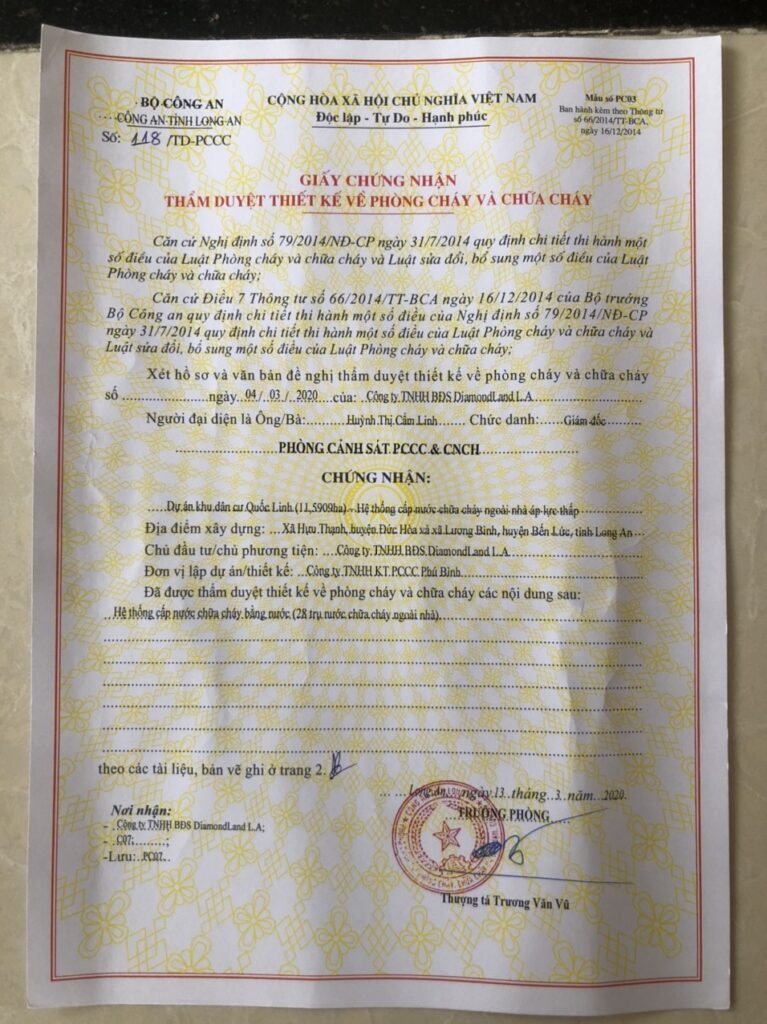 BỘ CÔNG AN
CÔNG AN TỈNH LONG AN
Số: 118 /TD-PCCC
CỘNG HÒA XÃ HỘI CHỦ NGHĨA VIỆT NAM
Độc lập - Tự Do - Hạnh phúc
Mẫu số PC03
Ban hành kèm theo Thông tư
số 66/2014/TT-BCA,
ngày 16/12/2014
GIẤY CHỨNG NHẬN
THẨM DUYỆT THIẾT KẾ VỀ PHÒNG CHÁY VÀ CHỮA CHÁY
Căn cứ Nghị định số 79/2014/NĐ-CP ngày 31/7/2014 quy định chi tiết thi hành một
số điều của Luật Phòng cháy và chữa cháy và Luật sửa đổi, bổ sung một số điều của Luật
Phòng cháy và chữa cháy;
Căn cứ Điều 7 Thông tư số 66/2014/TT-BCA ngày 16/12/2014 của Bộ trưởng
Bộ Công an quy định chi tiết thi hành một số điều của Nghị định số 79/2014/NĐ-CP
ngày 31/7/2014 quy định chi tiết thi hành một số điều của Luật Phòng cháy và chữa cháy và
Luật sửa đổi, bổ sung một số điều của Luật Phòng cháy và chữa cháy;
Xét hồ sơ và văn bản đề nghị thẩm duyệt thiết kế về phòng cháy và chữa cháy
số ...............ngày 04 /.03. /..2020 của: Công ty TNHH BĐS DiamondLand L.A
Người đại diện là Ông/Bà: Huỳnh Thị Cẩm Linh Chức danh: Giám đốc
PHÒNG CẢNH SÁT PCCC & CNCH
CHỨNG NHẬN:
Dự án khu dân cư Quốc Linh (11,5909ha) - Hệ thống cấp nước chữa cháy ngoài nhà áp lực thấp
Địa điểm xây dựng: Xã Hựu Thạnh, huyện Đức Hòa và xã Lương Bình, huyện Bến Lức, tỉnh Long An
Chủ đầu tư/chủ phương tiện: Công ty TNHH BĐS DiamondLand L.A
Đơn vị lập dự án/thiết kế: Công ty TNHH KT PCCC Phú Bình
Đã được thẩm duyệt thiết kế về phòng cháy và chữa cháy các nội dung sau:
Hệ thống cấp nước chữa cháy bằng nước (28 trụ nước chữa cháy ngoài nhà)
theo các tài liệu, bản vẽ ghi ở trang 2.
Long An, ngày 13 tháng 3 năm 2020
TRƯỞNG PHÒNG
Nơi nhận:
- Công ty TNHH BĐS DiamondLand L.A;
- C07;........;
-Lưu: PC07
Thượng tá Trương Văn Vũ